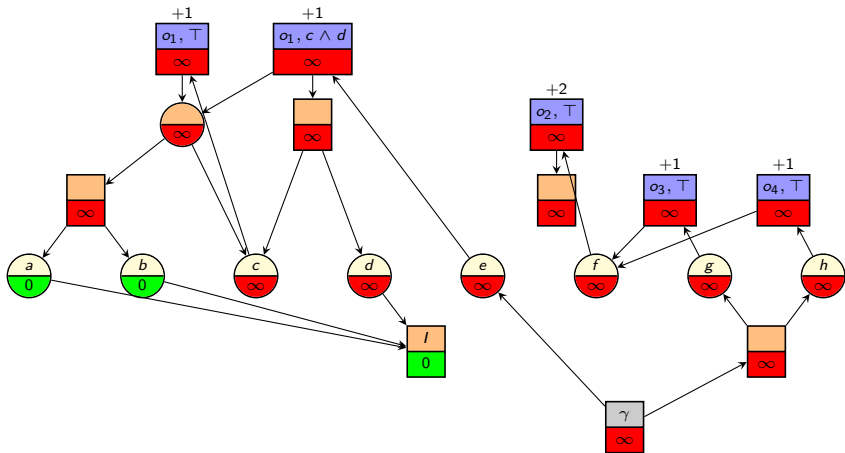 +1 +1
o₁, ⊤ o₁, c ∧ d
∞ ∞
+2
o₂, ⊤
∞ ∞ ∞
+1 +1
o₃, ⊤ o₄, ⊤
∞ ∞ ∞ ∞
a b c d e f g h
0 0 ∞ ∞ ∞ ∞ ∞ ∞
I
0 ∞
γ
∞